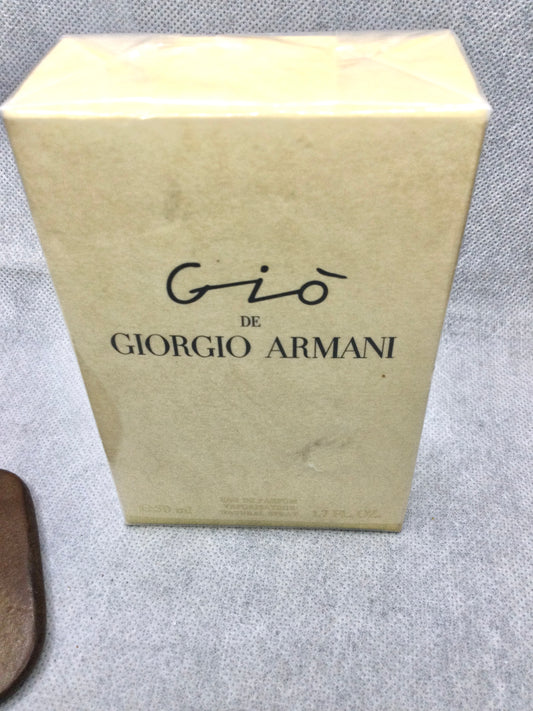 Giò
DE
GIORGIO ARMANI
EAU DE PARFUM
VAPORISATEUR
NATURAL SPRAY
50 ml
1.7 FL. OZ.